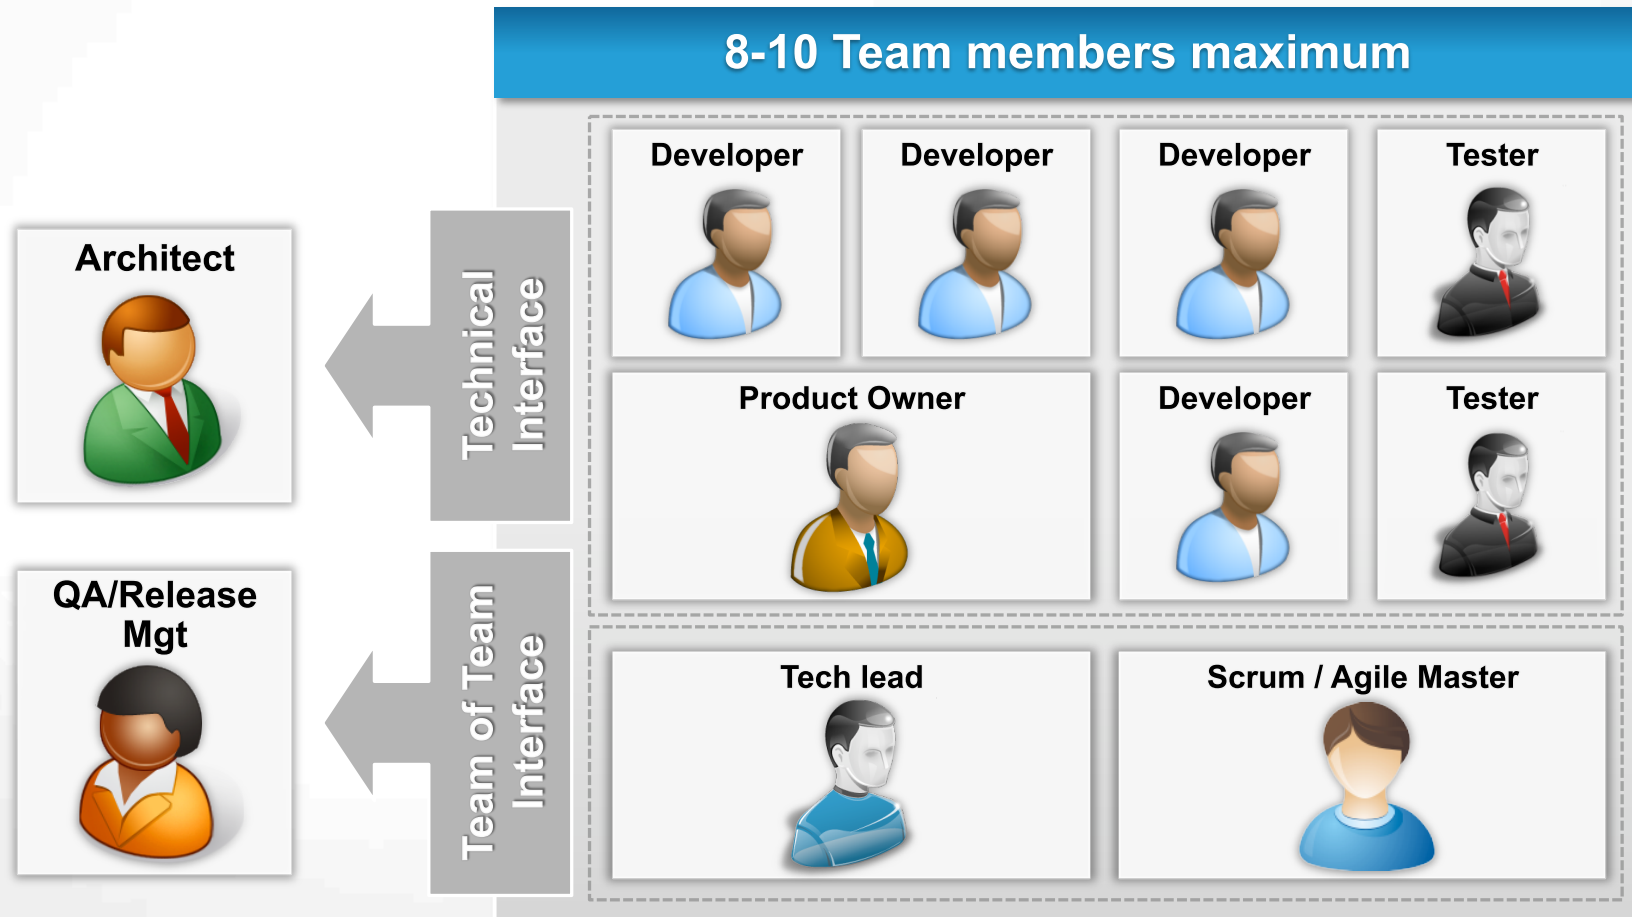 8-10 Team members maximum
Developer
Developer
Developer
Tester
Architect
Technical
Interface
Product Owner
Developer
Tester
QA/Release
Mgt
Team of Team
Interface
Tech lead
Scrum / Agile Master